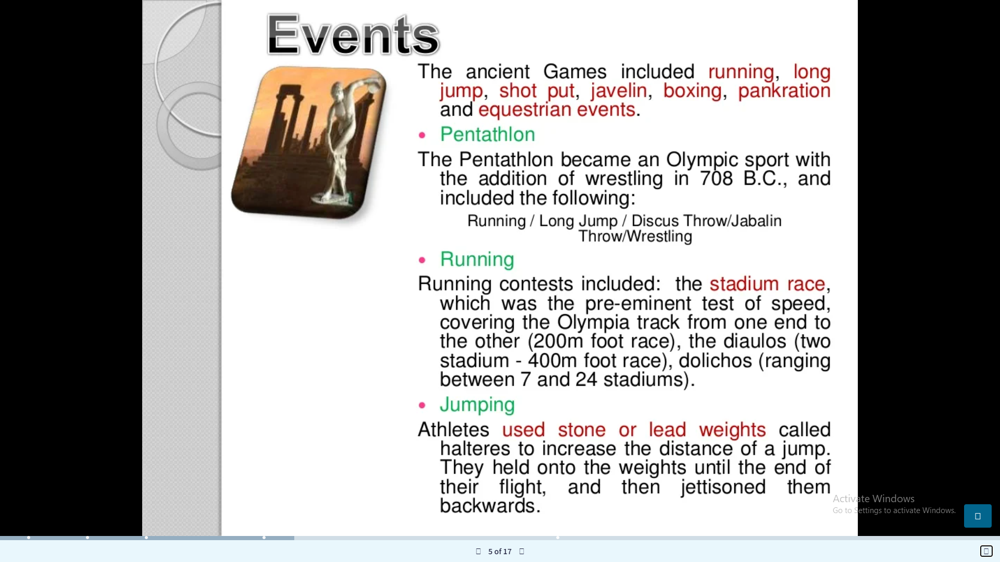 Events
The ancient Games included running, long
jump, shot put, javelin, boxing, pankration
and equestrian events.
• Pentathlon
The Pentathlon became an Olympic sport with
the addition of wrestling in 708 B.C., and
included the following:
Running / Long Jump / Discus Throw/Jabalin
Throw/Wrestling
• Running
Running contests included: the stadium race,
which was the pre-eminent test of speed,
covering the Olympia track from one end to
the other (200m foot race), the diaulos (two
stadium - 400m foot race), dolichos (ranging
between 7 and 24 stadiums).
• Jumping
Athletes used stone or lead weights called
halteres to increase the distance of a jump.
They held onto the weights until the end of
their flight, and then jettisoned them
backwards.
Activate Windows
Go to Settings to activate Windows.
5 of 17